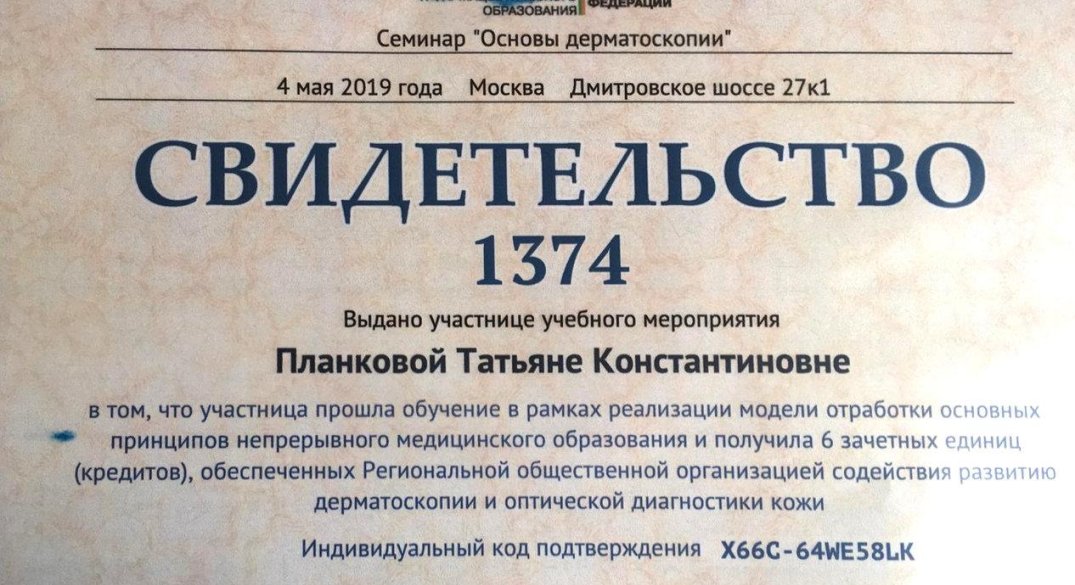 ОБРАЗОВАНИЯ ФЕДЕРАЦИИ
Семинар "Основы дерматоскопии"
4 мая 2019 года Москва Дмитровское шоссе 27к1
СВИДЕТЕЛЬСТВО
1374
Выдано участнице учебного мероприятия
Планковой Татьяне Константиновне
в том, что участница прошла обучение в рамках реализации модели отработки основных
принципов непрерывного медицинского образования и получила 6 зачетных единиц
(кредитов), обеспеченных Региональной общественной организацией содействия развитию
дерматоскопии и оптической диагностики кожи
Индивидуальный код подтверждения X66C-64WE58LK